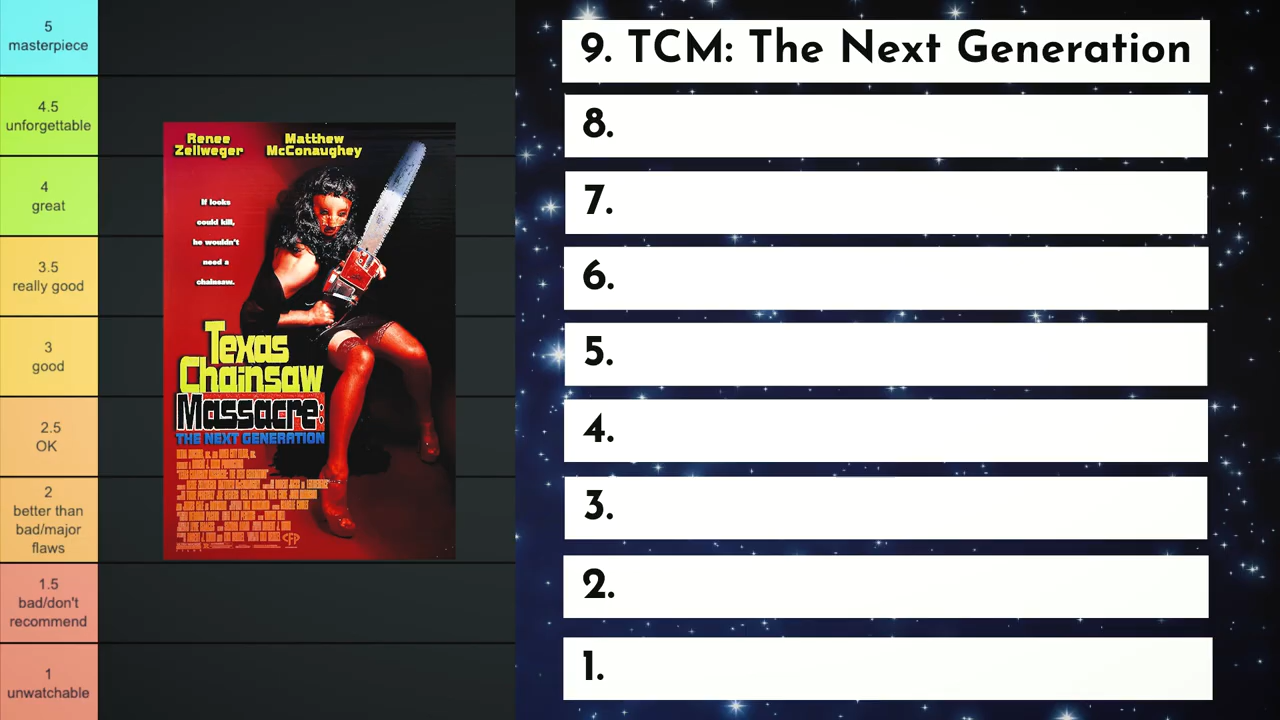 5
masterpiece
4.5
unforgettable
4
great
3.5
really good
3
good
2.5
OK
2
better than
bad/major
flaws
1.5
bad/don't
recommend
1
unwatchable
Renee
Zellweger
Matthew
McConaughey
If looks
could kill,
he wouldn't
need a
chainsaw.
Texas
Chainsaw
Massacre:
THE NEXT GENERATION
CFP
9. TCM: The Next Generation
8.
7.
6.
5.
4.
3.
2.
1.